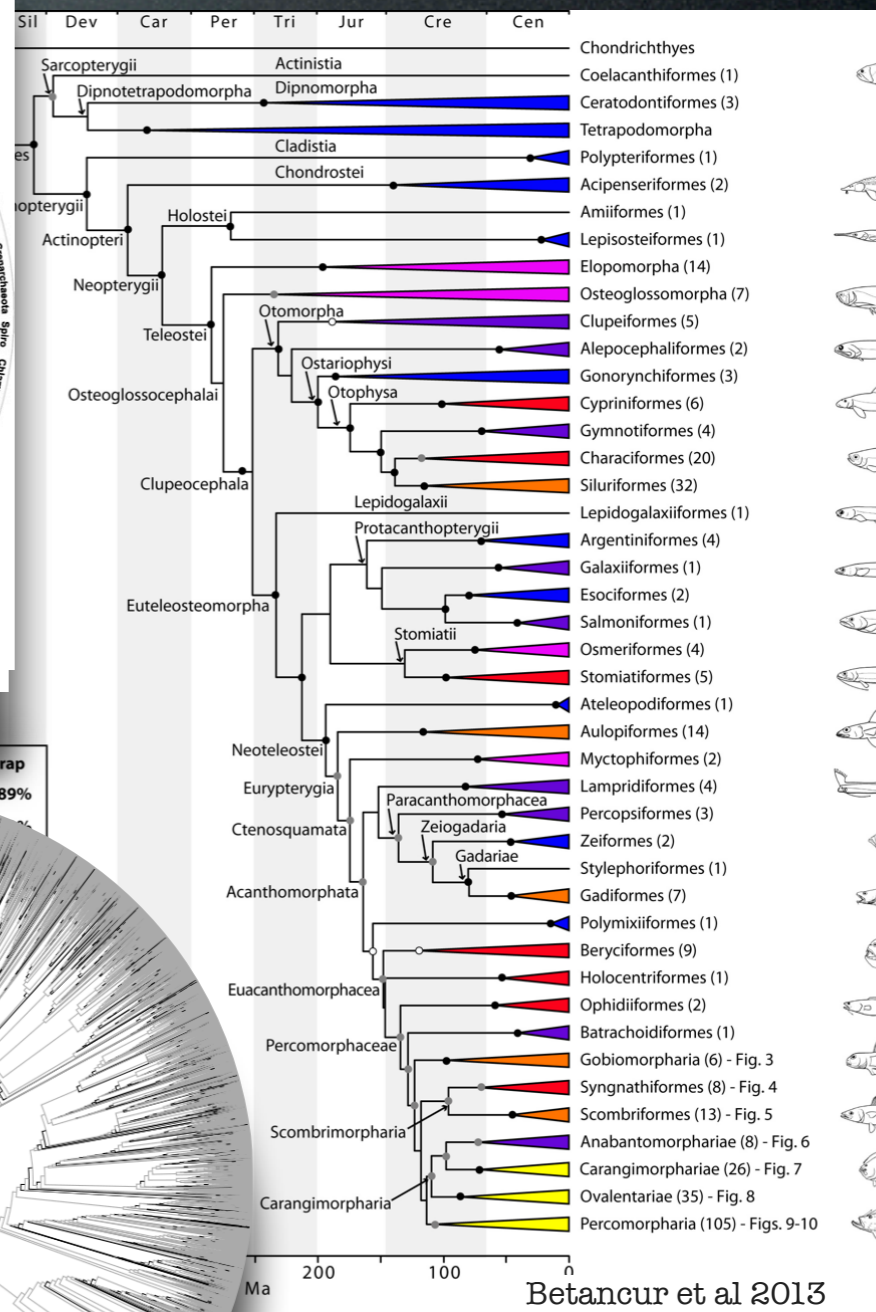 Sil Dev Car Per Tri Jur Cre Cen
Chondrichthyes
Sarcopterygii Actinistia
Coelacanthiformes (1)
Dipnotetrapodomorpha Dipnomorpha
Ceratodontiformes (3)
Tetrapodomorpha
es
Cladistia
Polypteriformes (1)
Chondrostei
Acipenseriformes (2)
nopterygii
Holostei
Amiiformes (1)
Actinopteri
Lepisosteiformes (1)
Elopomorpha (14)
Neopterygii
Osteoglossomorpha (7)
Otomorpha
Clupeiformes (5)
Teleostei
Alepocephaliformes (2)
Ostariophysi
Gonorynchiformes (3)
Osteoglossocephalai
Otophysa
Cypriniformes (6)
Gymnotiformes (4)
Characiformes (20)
Clupeocephala
Siluriformes (32)
Lepidogalaxii
Lepidogalaxiiformes (1)
Protacanthopterygii
Argentiniformes (4)
Galaxiiformes (1)
Esociformes (2)
Euteleosteomorpha
Salmoniformes (1)
Stomiatii
Osmeriformes (4)
Stomiatiformes (5)
Ateleopodiformes (1)
Aulopiformes (14)
Neoteleostei
Myctophiformes (2)
Eurypterygia
Lampridiformes (4)
Paracanthomorphacea
Percopsiformes (3)
Ctenosquamata
Zeiogadaria
Zeiformes (2)
Gadariae
Stylephoriformes (1)
Acanthomorphata
Gadiformes (7)
Polymixiiformes (1)
Beryciformes (9)
Holocentriformes (1)
Euacanthomorphacea
Ophidiiformes (2)
Batrachoidiformes (1)
Percomorphaceae
Gobiomorpharia (6) - Fig. 3
Syngnathiformes (8) - Fig. 4
Scombriformes (13) - Fig. 5
Scombrimorpharia
Anabantomorphariae (8) - Fig. 6
Carangimorphariae (26) - Fig. 7
Ovalentariae (35) - Fig. 8
Carangimorpharia
Percomorpharia (105) - Figs. 9-10
Ma 200 100 0
Betancur et al 2013
Crenarchaeota Spiro Chlam
rap
89%
%